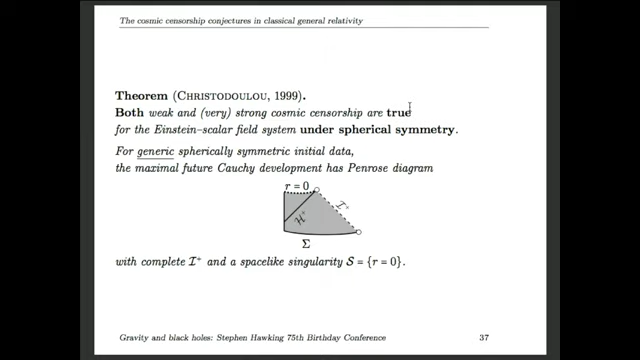 The cosmic censorship conjectures in classical general relativity
Theorem (CHRISTODOULOU, 1999).
Both weak and (very) strong cosmic censorship are true
for the Einstein–scalar field system under spherical symmetry.
For generic spherically symmetric initial data,
the maximal future Cauchy development has Penrose diagram
r = 0
H⁺
I⁺
Σ
with complete I⁺ and a spacelike singularity S = {r = 0}.
Gravity and black holes: Stephen Hawking 75th Birthday Conference 37